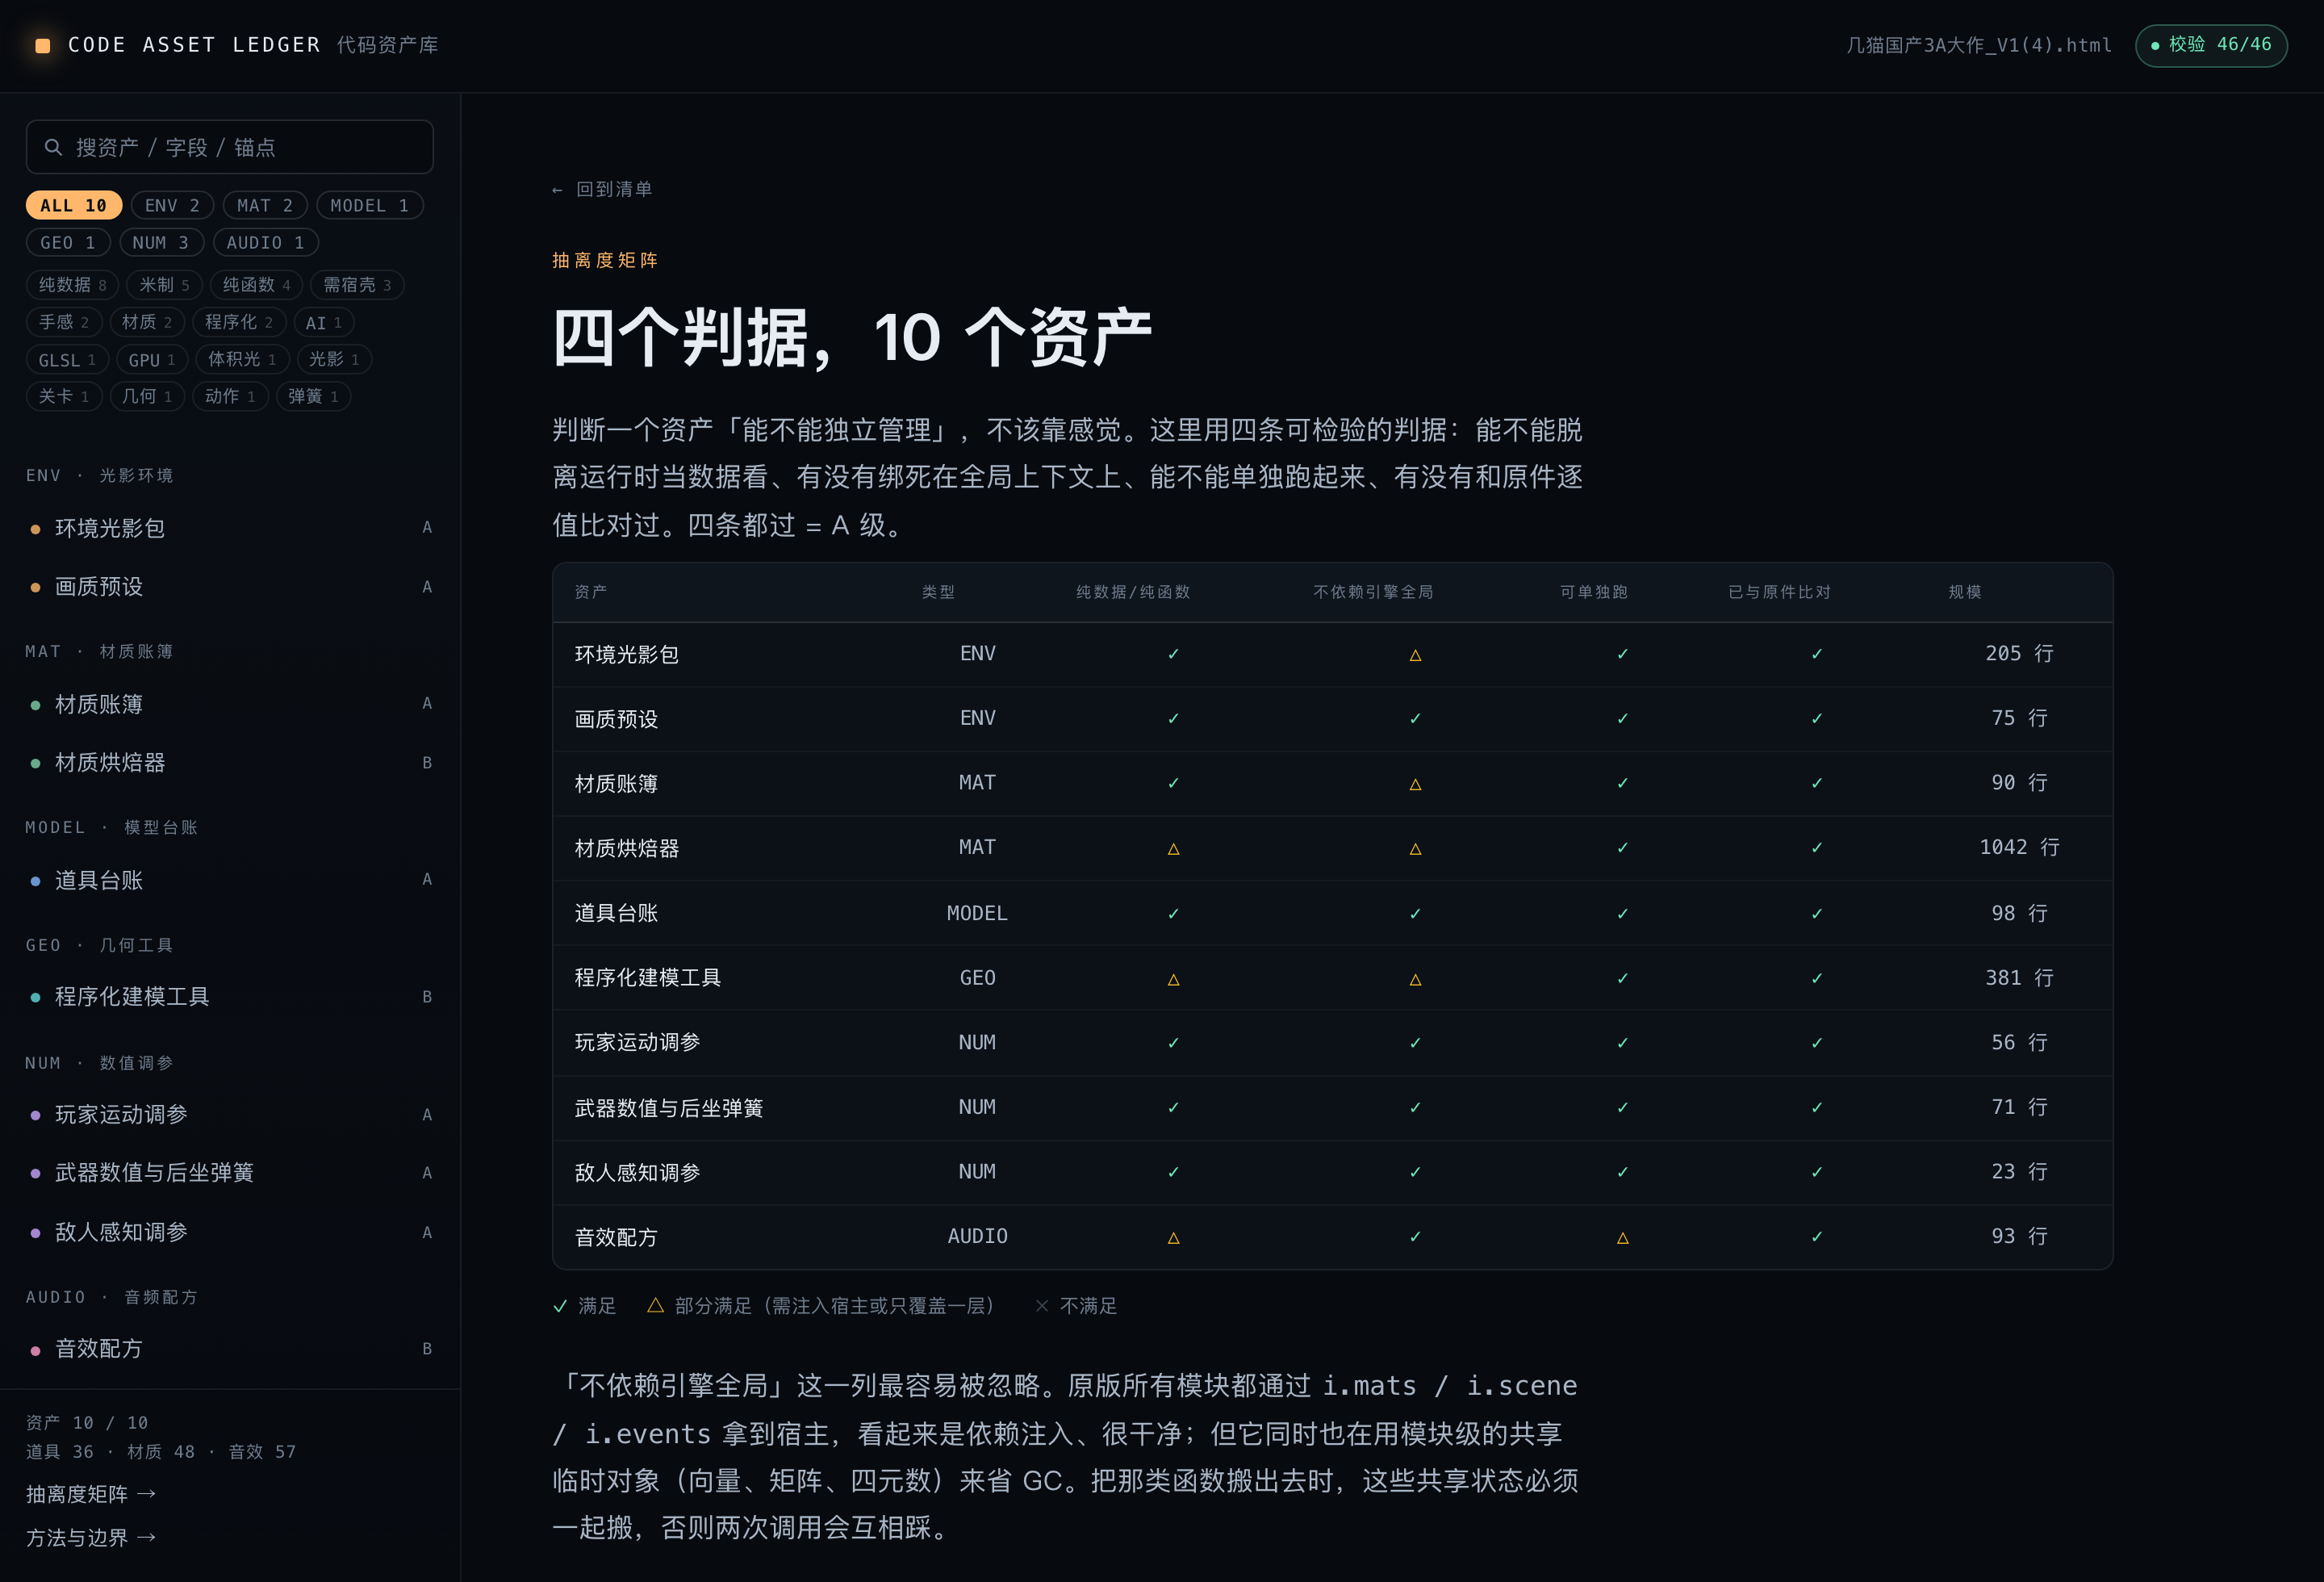 CODE ASSET LEDGER 代码资产库
几猫国产3A大作_V1(4).html
校验 46/46
搜资产 / 字段 / 锚点
ALL 10 ENV 2 MAT 2 MODEL 1
GEO 1 NUM 3 AUDIO 1
纯数据 8 米制 5 纯函数 4 需宿壳 3
手感 2 材质 2 程序化 2 AI 1
GLSL 1 GPU 1 体积光 1 光影 1
关卡 1 几何 1 动作 1 弹簧 1
ENV · 光影环境
环境光影包 A
画质预设 A
MAT · 材质账簿
材质账簿 A
材质烘焙器 B
MODEL · 模型台账
道具台账 A
GEO · 几何工具
程序化建模工具 B
NUM · 数值调参
玩家运动调参 A
武器数值与后坐弹簧 A
敌人感知调参 A
AUDIO · 音频配方
音效配方 B
资产 10 / 10
道具 36 · 材质 48 · 音效 57
抽离度矩阵 →
方法与边界 →
← 回到清单
抽离度矩阵
四个判据，10 个资产
判断一个资产「能不能独立管理」，不该靠感觉。这里用四条可检验的判据：能不能脱
离运行时当数据看、有没有绑死在全局上下文上、能不能单独跑起来、有没有和原件逐
值比对过。四条都过 = A 级。
资产 类型 纯数据/纯函数 不依赖引擎全局 可单独跑 已与原件比对 规模
环境光影包 ENV ✓ △ ✓ ✓ 205 行
画质预设 ENV ✓ ✓ ✓ ✓ 75 行
材质账簿 MAT ✓ △ ✓ ✓ 90 行
材质烘焙器 MAT △ △ ✓ ✓ 1042 行
道具台账 MODEL ✓ ✓ ✓ ✓ 98 行
程序化建模工具 GEO △ △ ✓ ✓ 381 行
玩家运动调参 NUM ✓ ✓ ✓ ✓ 56 行
武器数值与后坐弹簧 NUM ✓ ✓ ✓ ✓ 71 行
敌人感知调参 NUM ✓ ✓ ✓ ✓ 23 行
音效配方 AUDIO △ ✓ △ ✓ 93 行
✓ 满足 △ 部分满足（需注入宿主或只覆盖一层） × 不满足
「不依赖引擎全局」这一列最容易被忽略。原版所有模块都通过 i.mats / i.scene
/ i.events 拿到宿主，看起来是依赖注入、很干净；但它同时也在用模块级的共享
临时对象（向量、矩阵、四元数）来省 GC。把那类函数搬出去时，这些共享状态必须
一起搬，否则两次调用会互相踩。